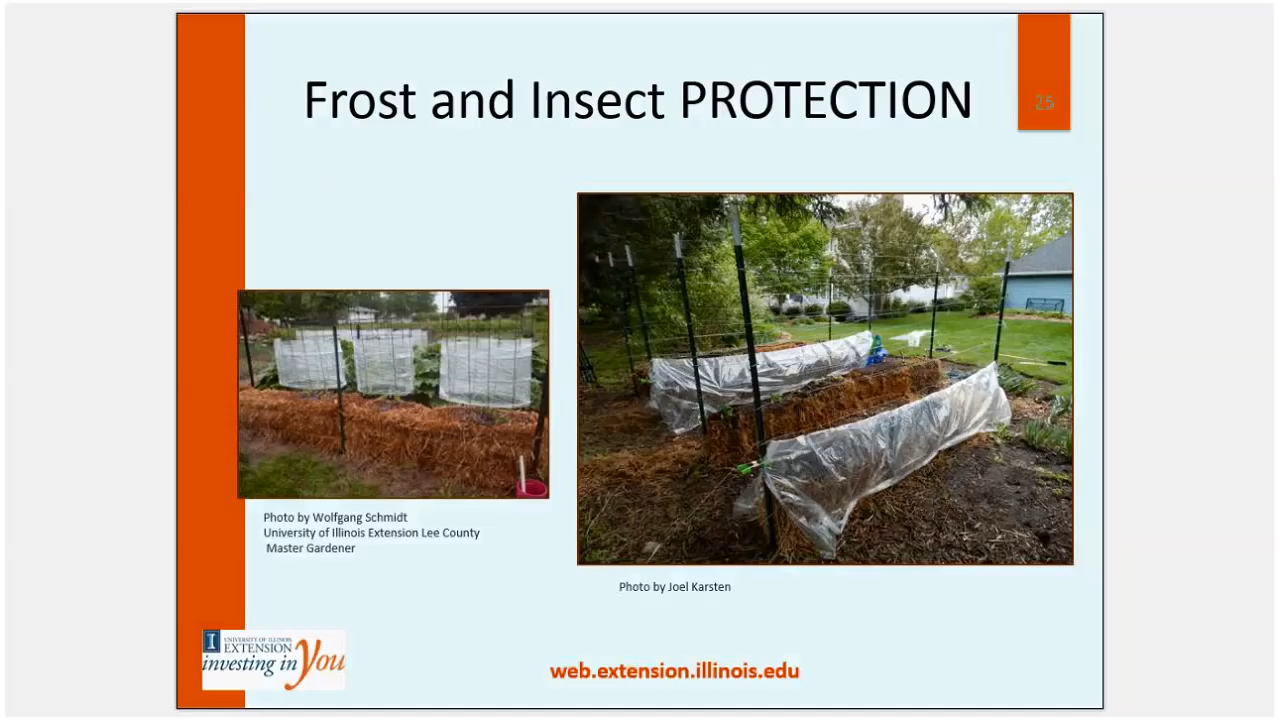 Frost and Insect PROTECTION
25
Photo by Wolfgang Schmidt
University of Illinois Extension Lee County
Master Gardener
Photo by Joel Karsten
I
UNIVERSITY OF ILLINOIS
EXTENSION
investing in you
web.extension.illinois.edu